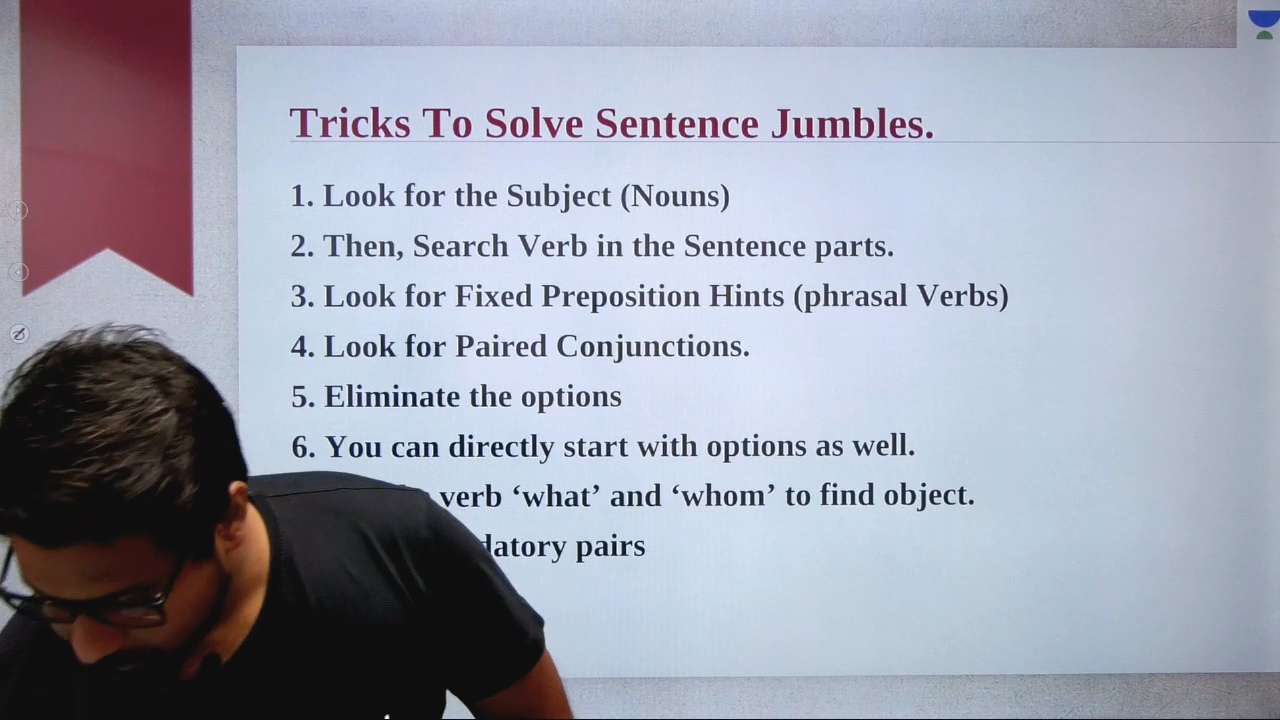 Tricks To Solve Sentence Jumbles.
1. Look for the Subject (Nouns)
2. Then, Search Verb in the Sentence parts.
3. Look for Fixed Preposition Hints (phrasal Verbs)
4. Look for Paired Conjunctions.
5. Eliminate the options
6. You can directly start with options as well.
verb ‘what’ and ‘whom’ to find object.
pairs